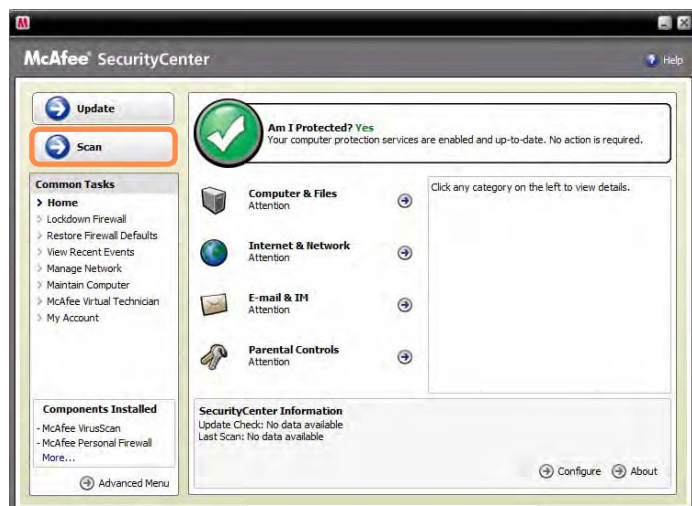 McAfee® SecurityCenter
Help
Update
Scan
Common Tasks
Home
Lockdown Firewall
Restore Firewall Defaults
View Recent Events
Manage Network
Maintain Computer
McAfee Virtual Technician
My Account
Components Installed
- McAfee VirusScan
- McAfee Personal Firewall
More...
Advanced Menu
Am I Protected? Yes
Your computer protection services are enabled and up-to-date. No action is required.
Computer & Files
Attention
Internet & Network
Attention
E-mail & IM
Attention
Parental Controls
Attention
Click any category on the left to view details.
SecurityCenter Information
Update Check: No data available
Last Scan: No data available
Configure
About